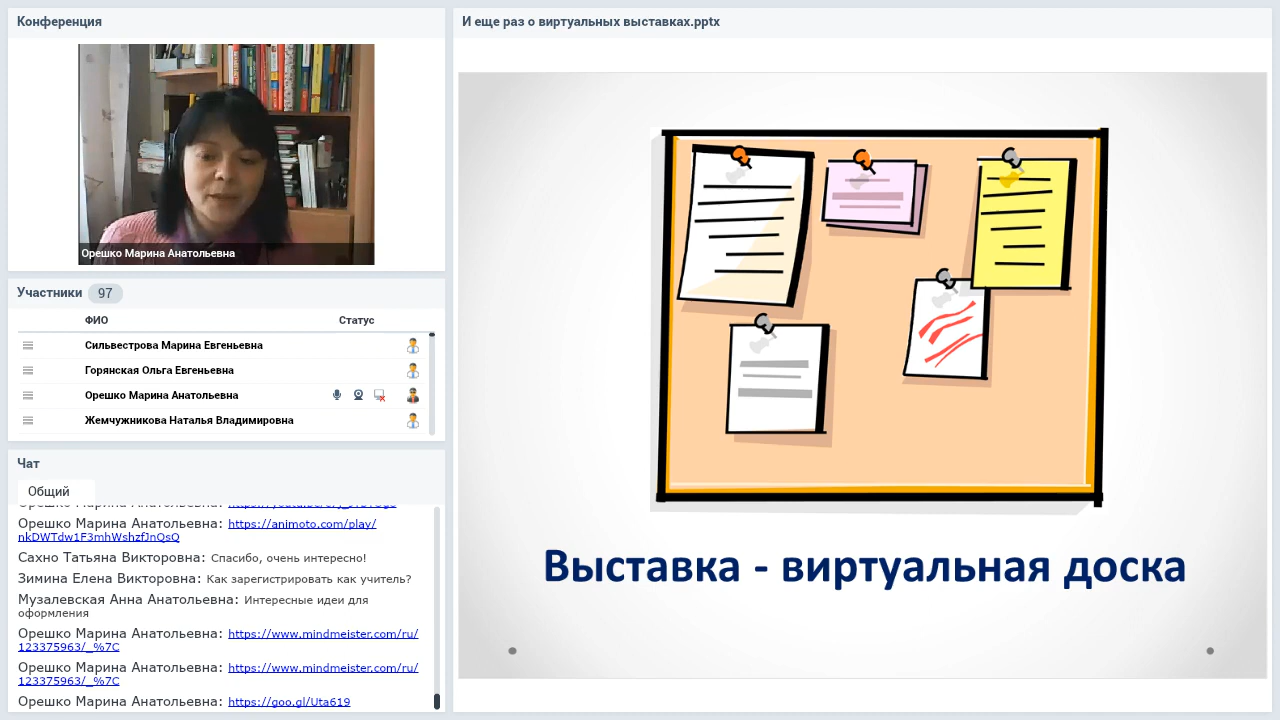 Конференция
Орешко Марина Анатольевна
Участники 97
ФИО Статус
Сильвестрова Марина Евгеньевна
Горянская Ольга Евгеньевна
Орешко Марина Анатольевна
Жемчужникова Наталья Владимировна
Чат
Общий
Орешко Марина Анатольевна: https://animoto.com/play/
nkDWTdw1F3mhWshzfJnQsQ
Сахно Татьяна Викторовна: Спасибо, очень интересно!
Зимина Елена Викторовна: Как зарегистрировать как учитель?
Музалевская Анна Анатольевна: Интересные идеи для
оформления
Орешко Марина Анатольевна: https://www.mindmeister.com/ru/
123375963/_%7C
Орешко Марина Анатольевна: https://www.mindmeister.com/ru/
123375963/_%7C
Орешко Марина Анатольевна: https://goo.gl/Uta619
И еще раз о виртуальных выставках.pptx
Выставка - виртуальная доска